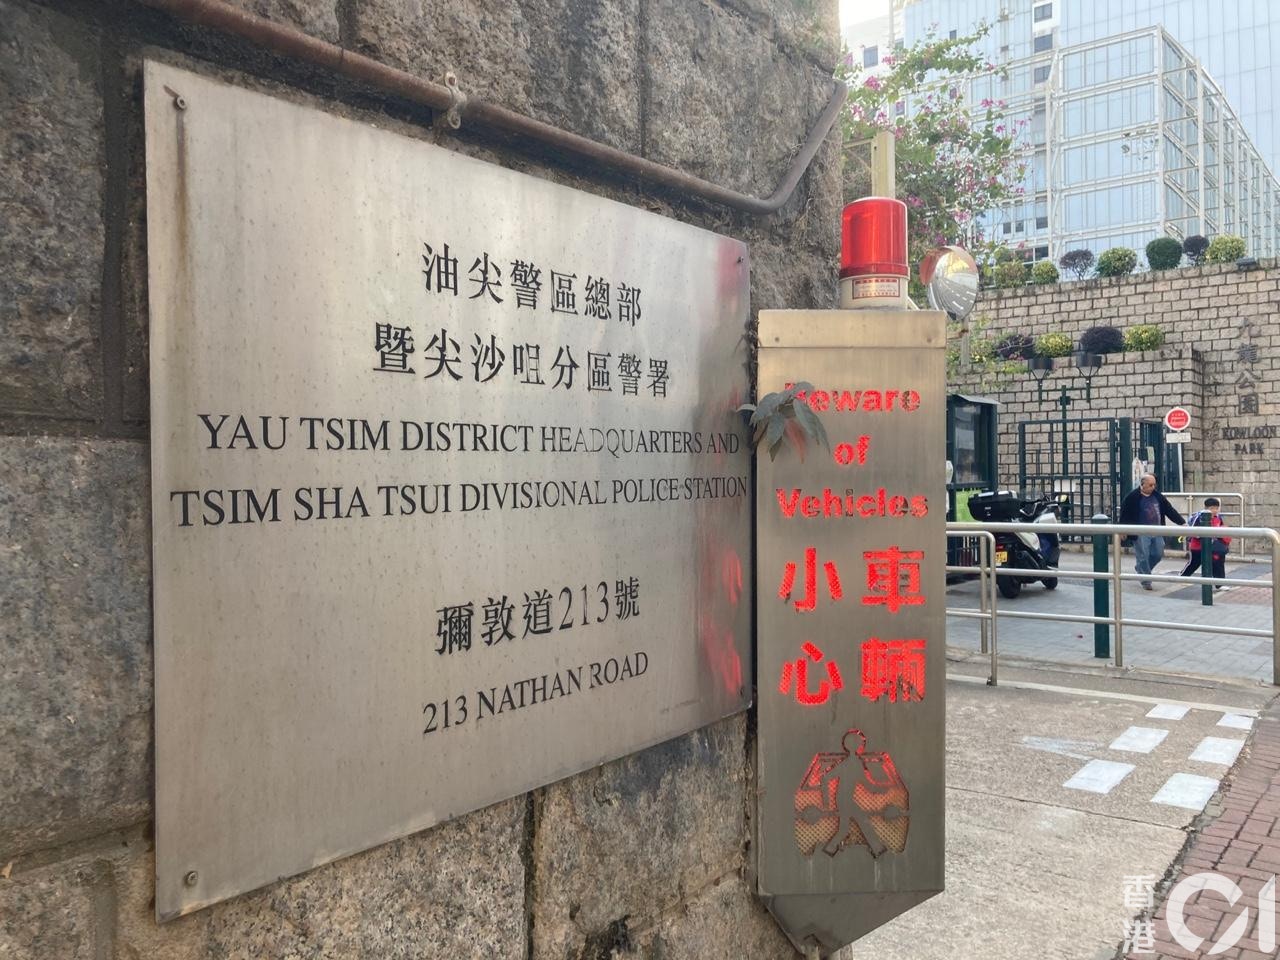 油尖警區總部
暨尖沙咀分區警署
YAU TSIM DISTRICT HEADQUARTERS AND
TSIM SHA TSUI DIVISIONAL POLICE STATION
彌敦道213號
213 NATHAN ROAD
Beware
of
Vehicles
小車
心輛
九龍公園
KOWLOON
PARK
香港01